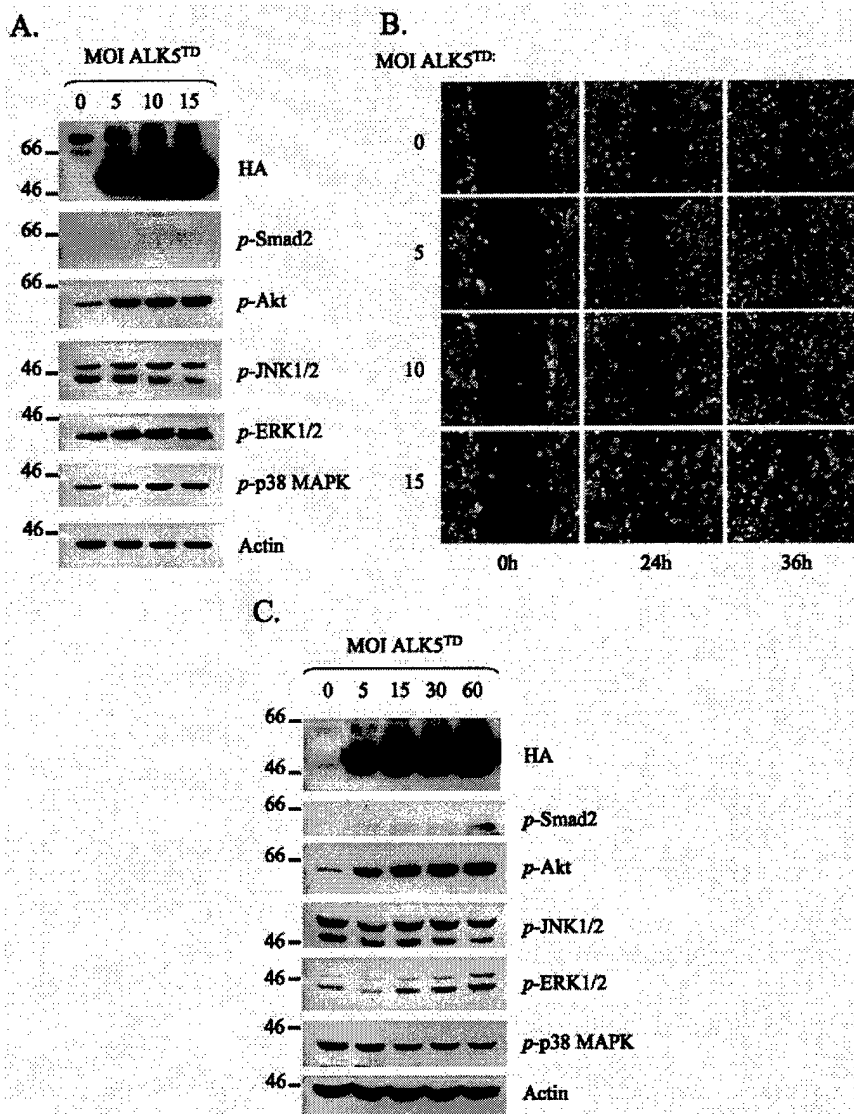 A.
MOI ALK5TD
0 5 10 15
66
46
HA
66
p-Smad2
66
p-Akt
46
p-JNK1/2
46
p-ERK1/2
46
p-p38 MAPK
46
Actin
B.
MOI ALK5TD:
0
5
10
15
0h 24h 36h
C.
MOI ALK5TD
0 5 15 30 60
66
46
HA
66
p-Smad2
66
p-Akt
46
p-JNK1/2
46
p-ERK1/2
46
p-p38 MAPK
46
Actin